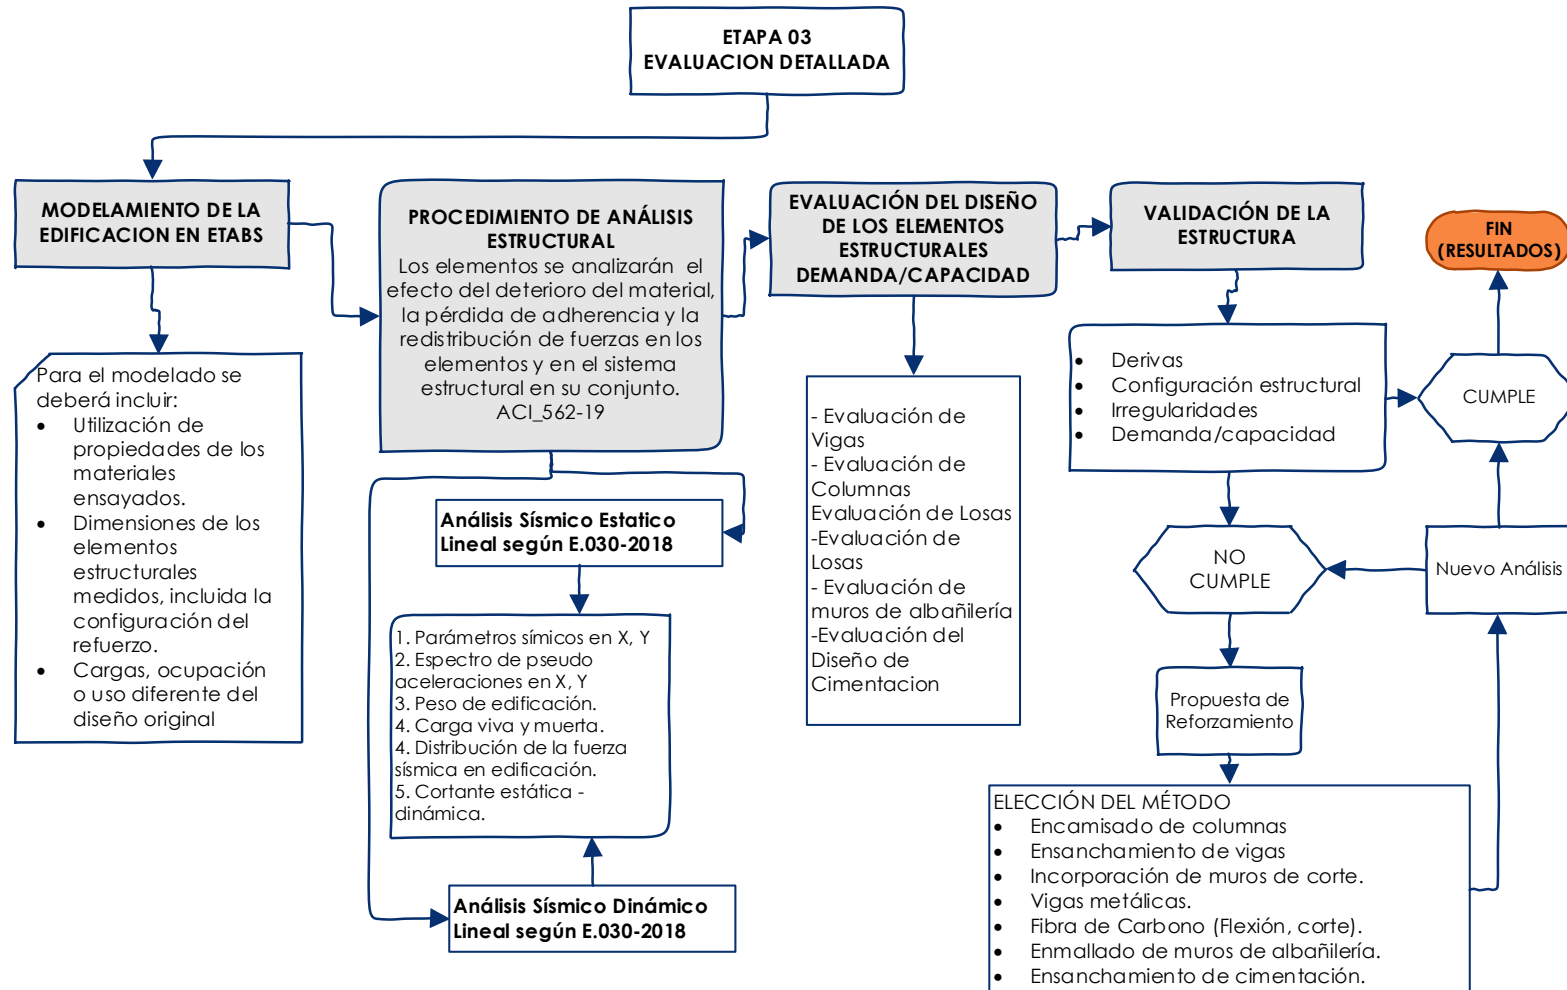 ETAPA 03
EVALUACION DETALLADA
MODELAMIENTO DE LA
EDIFICACION EN ETABS
PROCEDIMIENTO DE ANÁLISIS
ESTRUCTURAL
Los elementos se analizarán el
efecto del deterioro del material,
la pérdida de adherencia y la
redistribución de fuerzas en los
elementos y en el sistema
estructural en su conjunto.
ACI_562-19
EVALUACIÓN DEL DISEÑO
DE LOS ELEMENTOS
ESTRUCTURALES
DEMANDA/CAPACIDAD
VALIDACIÓN DE LA
ESTRUCTURA
FIN
(RESULTADOS)
Para el modelado se
deberá incluir:
• Utilización de
propiedades de los
materiales
ensayados.
• Dimensiones de los
elementos
estructurales
medidos, incluida la
configuración del
refuerzo.
• Cargas, ocupación
o uso diferente del
diseño original
Análisis Sísmico Estatico
Lineal según E.030-2018
1. Parámetros símicos en X, Y
2. Espectro de pseudo
aceleraciones en X, Y
3. Peso de edificación.
4. Carga viva y muerta.
4. Distribución de la fuerza
sísmica en edificación.
5. Cortante estática -
dinámica.
Análisis Sísmico Dinámico
Lineal según E.030-2018
- Evaluación de
Vigas
- Evaluación de
Columnas
Evaluación de Losas
-Evaluación de
Losas
- Evaluación de
muros de albañilería
-Evaluación del
Diseño de
Cimentacion
• Derivas
• Configuración estructural
• Irregularidades
• Demanda/capacidad
CUMPLE
NO
CUMPLE
Nuevo Análisis
Propuesta de
Reforzamiento
ELECCIÓN DEL MÉTODO
• Encamisado de columnas
• Ensanchamiento de vigas
• Incorporación de muros de corte.
• Vigas metálicas.
• Fibra de Carbono (Flexión, corte).
• Enmallado de muros de albañilería.
• Ensanchamiento de cimentación.